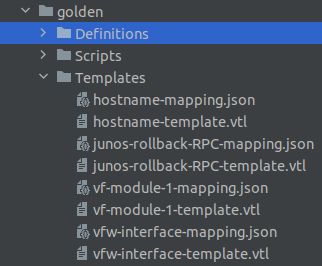 golden
Definitions
Scripts
Templates
hostname-mapping.json
hostname-template.vtl
junos-rollback-RPC-mapping.json
junos-rollback-RPC-template.vtl
vf-module-1-mapping.json
vf-module-1-template.vtl
vfw-interface-mapping.json
vfw-interface-template.vtl